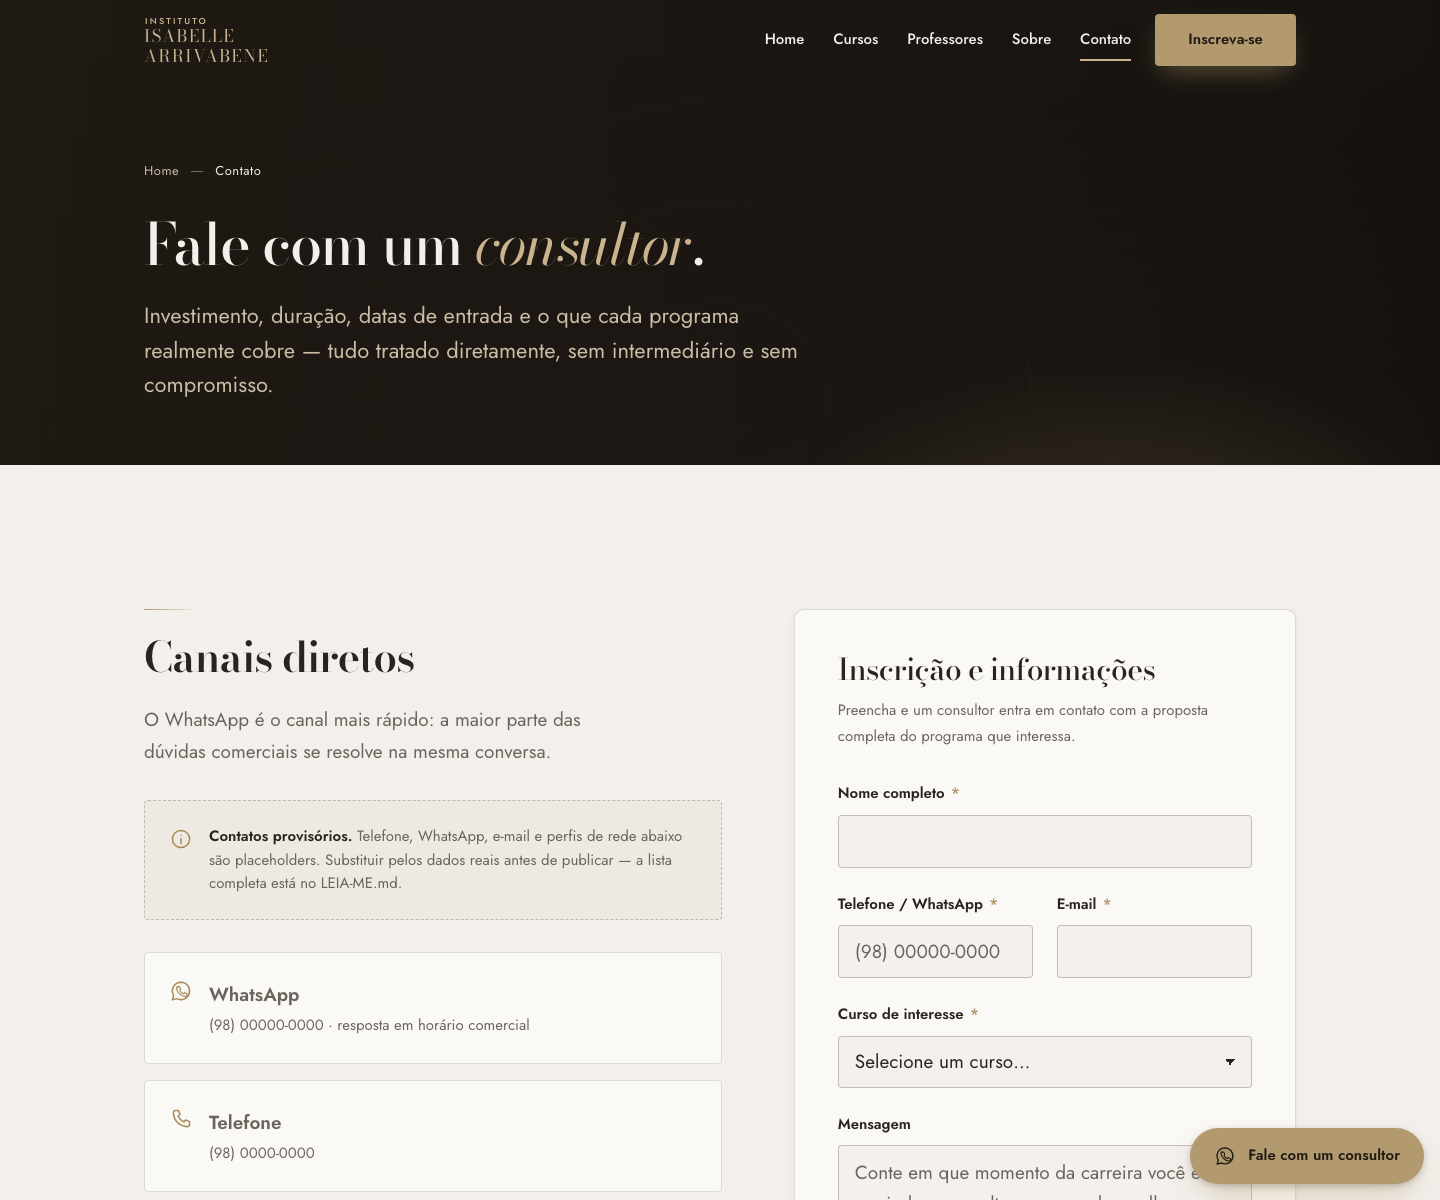 INSTITUTO
ISABELLE
ARRIVABENE
Home Cursos Professores Sobre Contato Inscreva-se
Home — Contato
Fale com um consultor.
Investimento, duração, datas de entrada e o que cada programa
realmente cobre — tudo tratado diretamente, sem intermediário e sem
compromisso.
Canais diretos
O WhatsApp é o canal mais rápido: a maior parte das
dúvidas comerciais se resolve na mesma conversa.
Contatos provisórios. Telefone, WhatsApp, e-mail e perfis de rede abaixo
são placeholders. Substituir pelos dados reais antes de publicar — a lista
completa está no LEIA-ME.md.
WhatsApp
(98) 00000-0000 · resposta em horário comercial
Telefone
(98) 0000-0000
Inscrição e informações
Preencha e um consultor entra em contato com a proposta
completa do programa que interessa.
Nome completo *
Telefone / WhatsApp * E-mail *
(98) 00000-0000
Curso de interesse *
Selecione um curso...
Mensagem
Conte em que momento da carreira você
Fale com um consultor